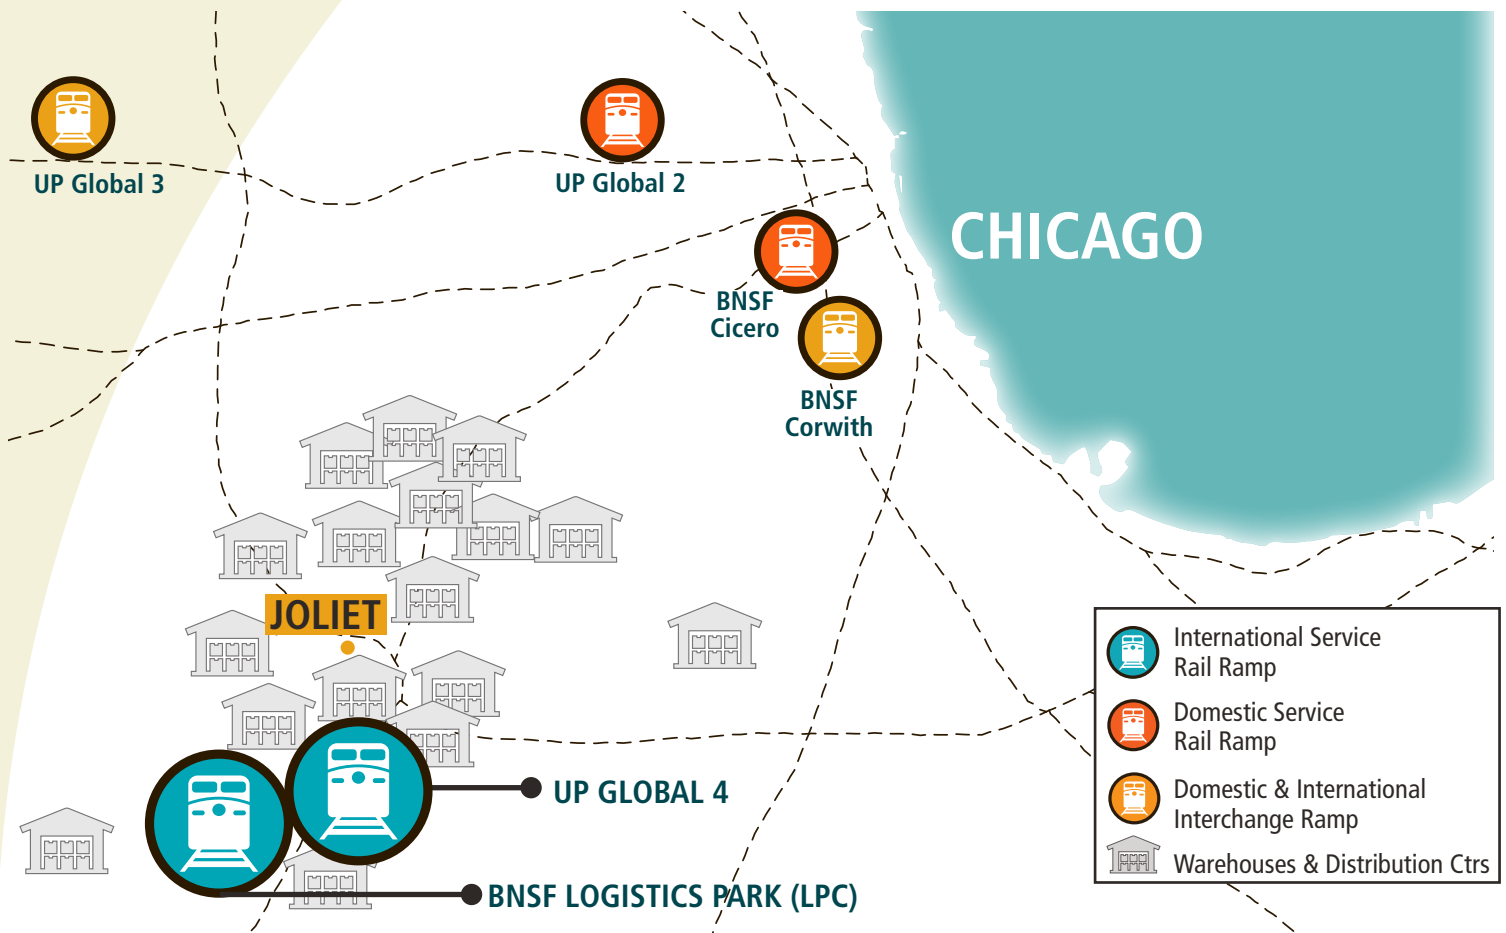 UP Global 3
UP Global 2
CHICAGO
BNSF
Cicero
BNSF
Corwith
JOLIET
UP GLOBAL 4
BNSF LOGISTICS PARK (LPC)
International Service
Rail Ramp
Domestic Service
Rail Ramp
Domestic & International
Interchange Ramp
Warehouses & Distribution Ctrs